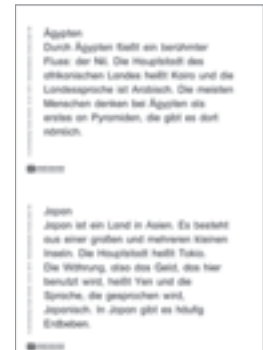 Ägypten
Durch Ägypten fließt ein berühmter
Fluss: der Nil. Die Hauptstadt des
afrikanischen Landes heißt Kairo und die
Landessprache ist Arabisch. Die meisten
Menschen denken bei Ägypten als
erstes an Pyramiden, die gibt es dort
nämlich.
Japan
Japan ist ein Land in Asien. Es besteht
aus einer großen und mehreren kleinen
Inseln. Die Hauptstadt heißt Tokio.
Die Währung, also das Geld, das hier
benutzt wird, heißt Yen und die
Sprache, die gesprochen wird,
Japanisch. In Japan gibt es häufig
Erdbeben.